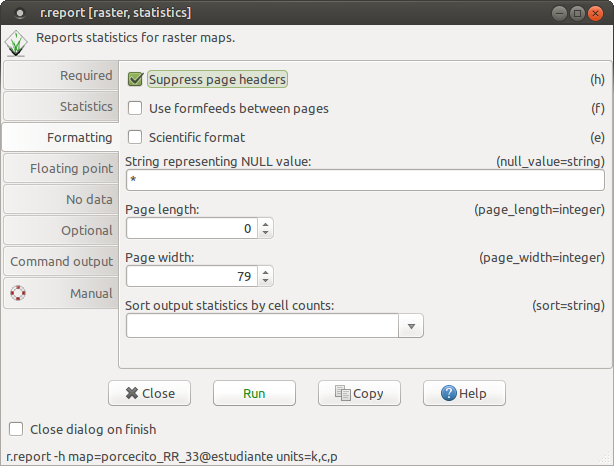 r.report [raster, statistics]
Reports statistics for raster maps.
Required
Statistics
Formatting
Floating point
No data
Optional
Command output
Manual
Suppress page headers (h)
Use formfeeds between pages (f)
Scientific format (e)
String representing NULL value: (null_value=string)
*
Page length: (page_length=integer)
0
Page width: (page_width=integer)
79
Sort output statistics by cell counts: (sort=string)
Close Run Copy Help
Close dialog on finish
r.report -h map=porcecito_RR_33@estudiante units=k,c,p